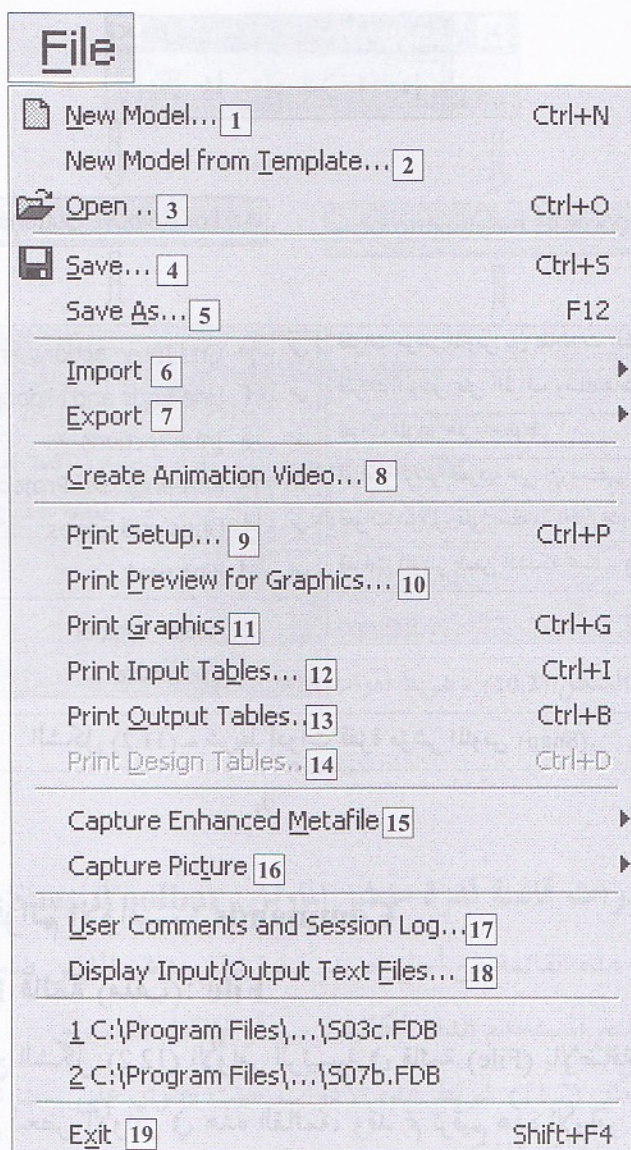 File
New Model... 1 Ctrl+N
New Model from Template... 2
Open .. 3 Ctrl+O
Save... 4 Ctrl+S
Save As... 5 F12
Import 6
Export 7
Create Animation Video... 8
Print Setup... 9 Ctrl+P
Print Preview for Graphics... 10
Print Graphics 11 Ctrl+G
Print Input Tables... 12 Ctrl+I
Print Output Tables.. 13 Ctrl+B
Print Design Tables.. 14 Ctrl+D
Capture Enhanced Metafile 15
Capture Picture 16
User Comments and Session Log... 17
Display Input/Output Text Files... 18
1 C:\Program Files\...\S03c.FDB
2 C:\Program Files\...\S07b.FDB
Exit 19 Shift+F4